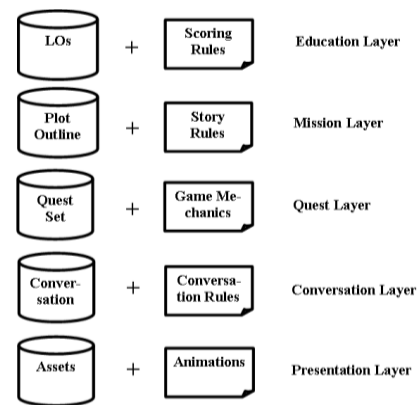 LOs
+
Scoring
Rules
Education Layer
Plot
Outline
+
Story
Rules
Mission Layer
Quest
Set
+
Game Me-
chanics
Quest Layer
Conver-
sation
+
Conversa-
tion Rules
Conversation Layer
Assets
+
Animations
Presentation Layer